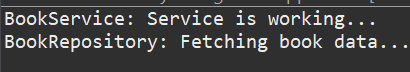 BookService: Service is working...
BookRepository: Fetching book data...